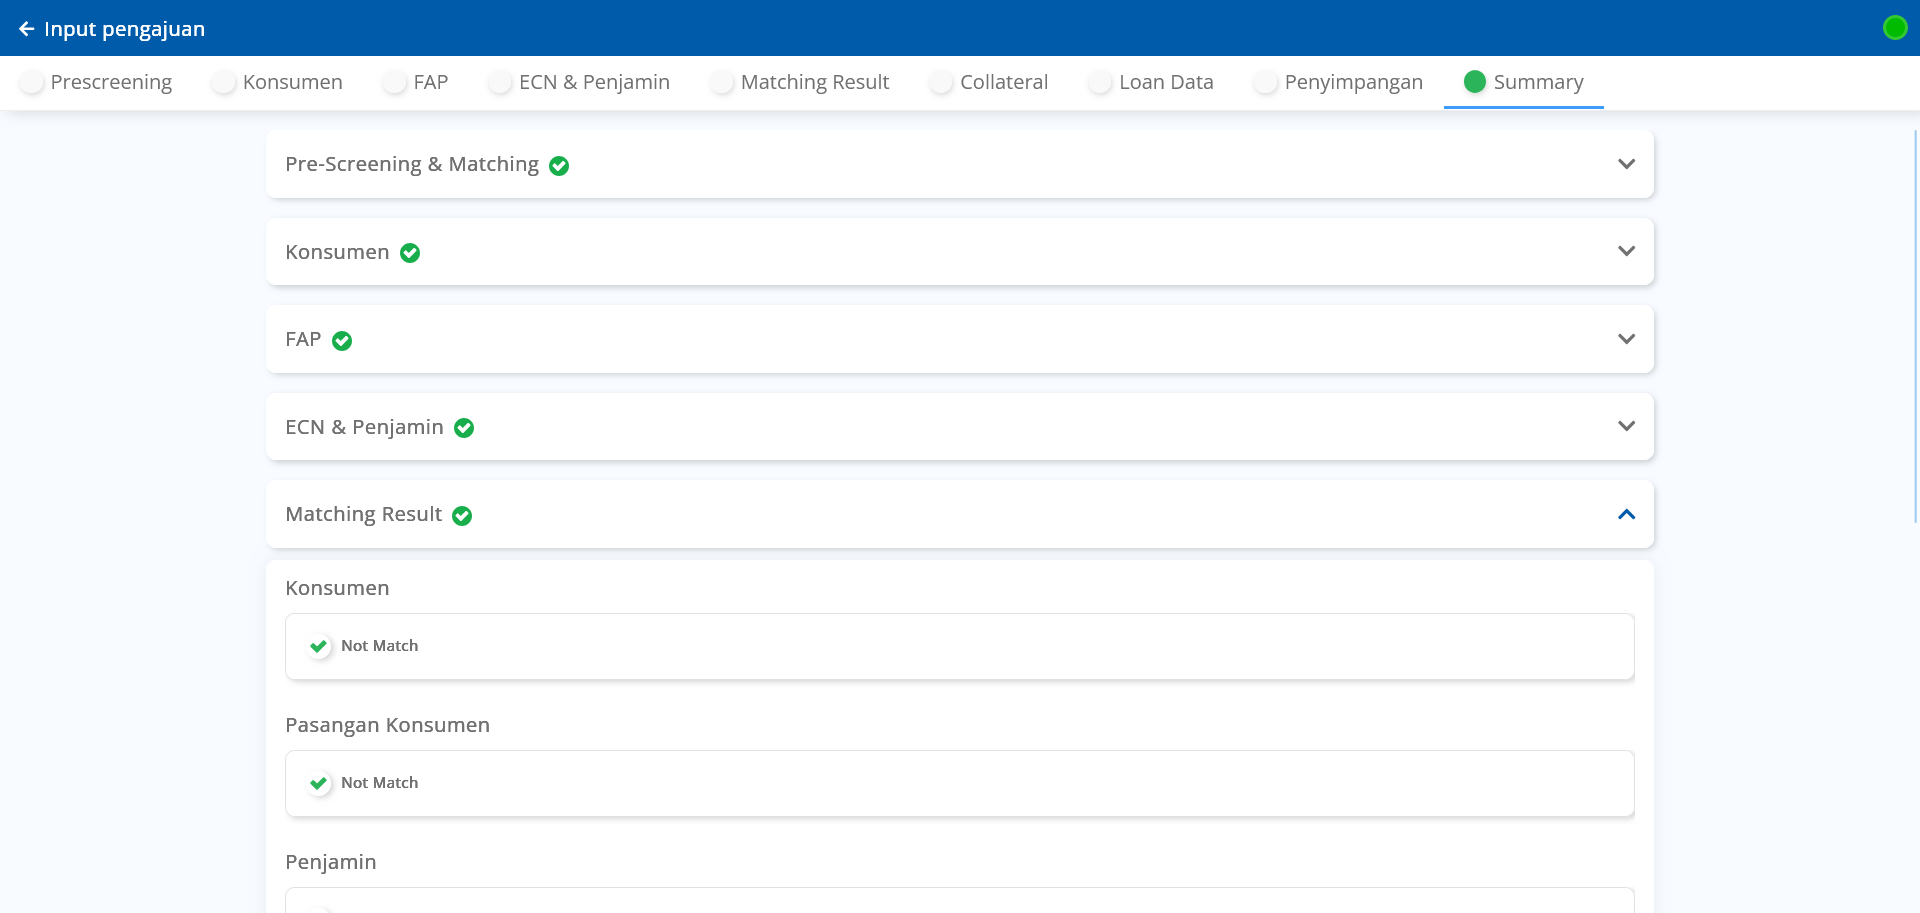 Input pengajuan
Prescreening Konsumen FAP ECN & Penjamin Matching Result Collateral Loan Data Penyimpangan Summary
Pre-Screening & Matching
Konsumen
FAP
ECN & Penjamin
Matching Result
Konsumen
Not Match
Pasangan Konsumen
Not Match
Penjamin